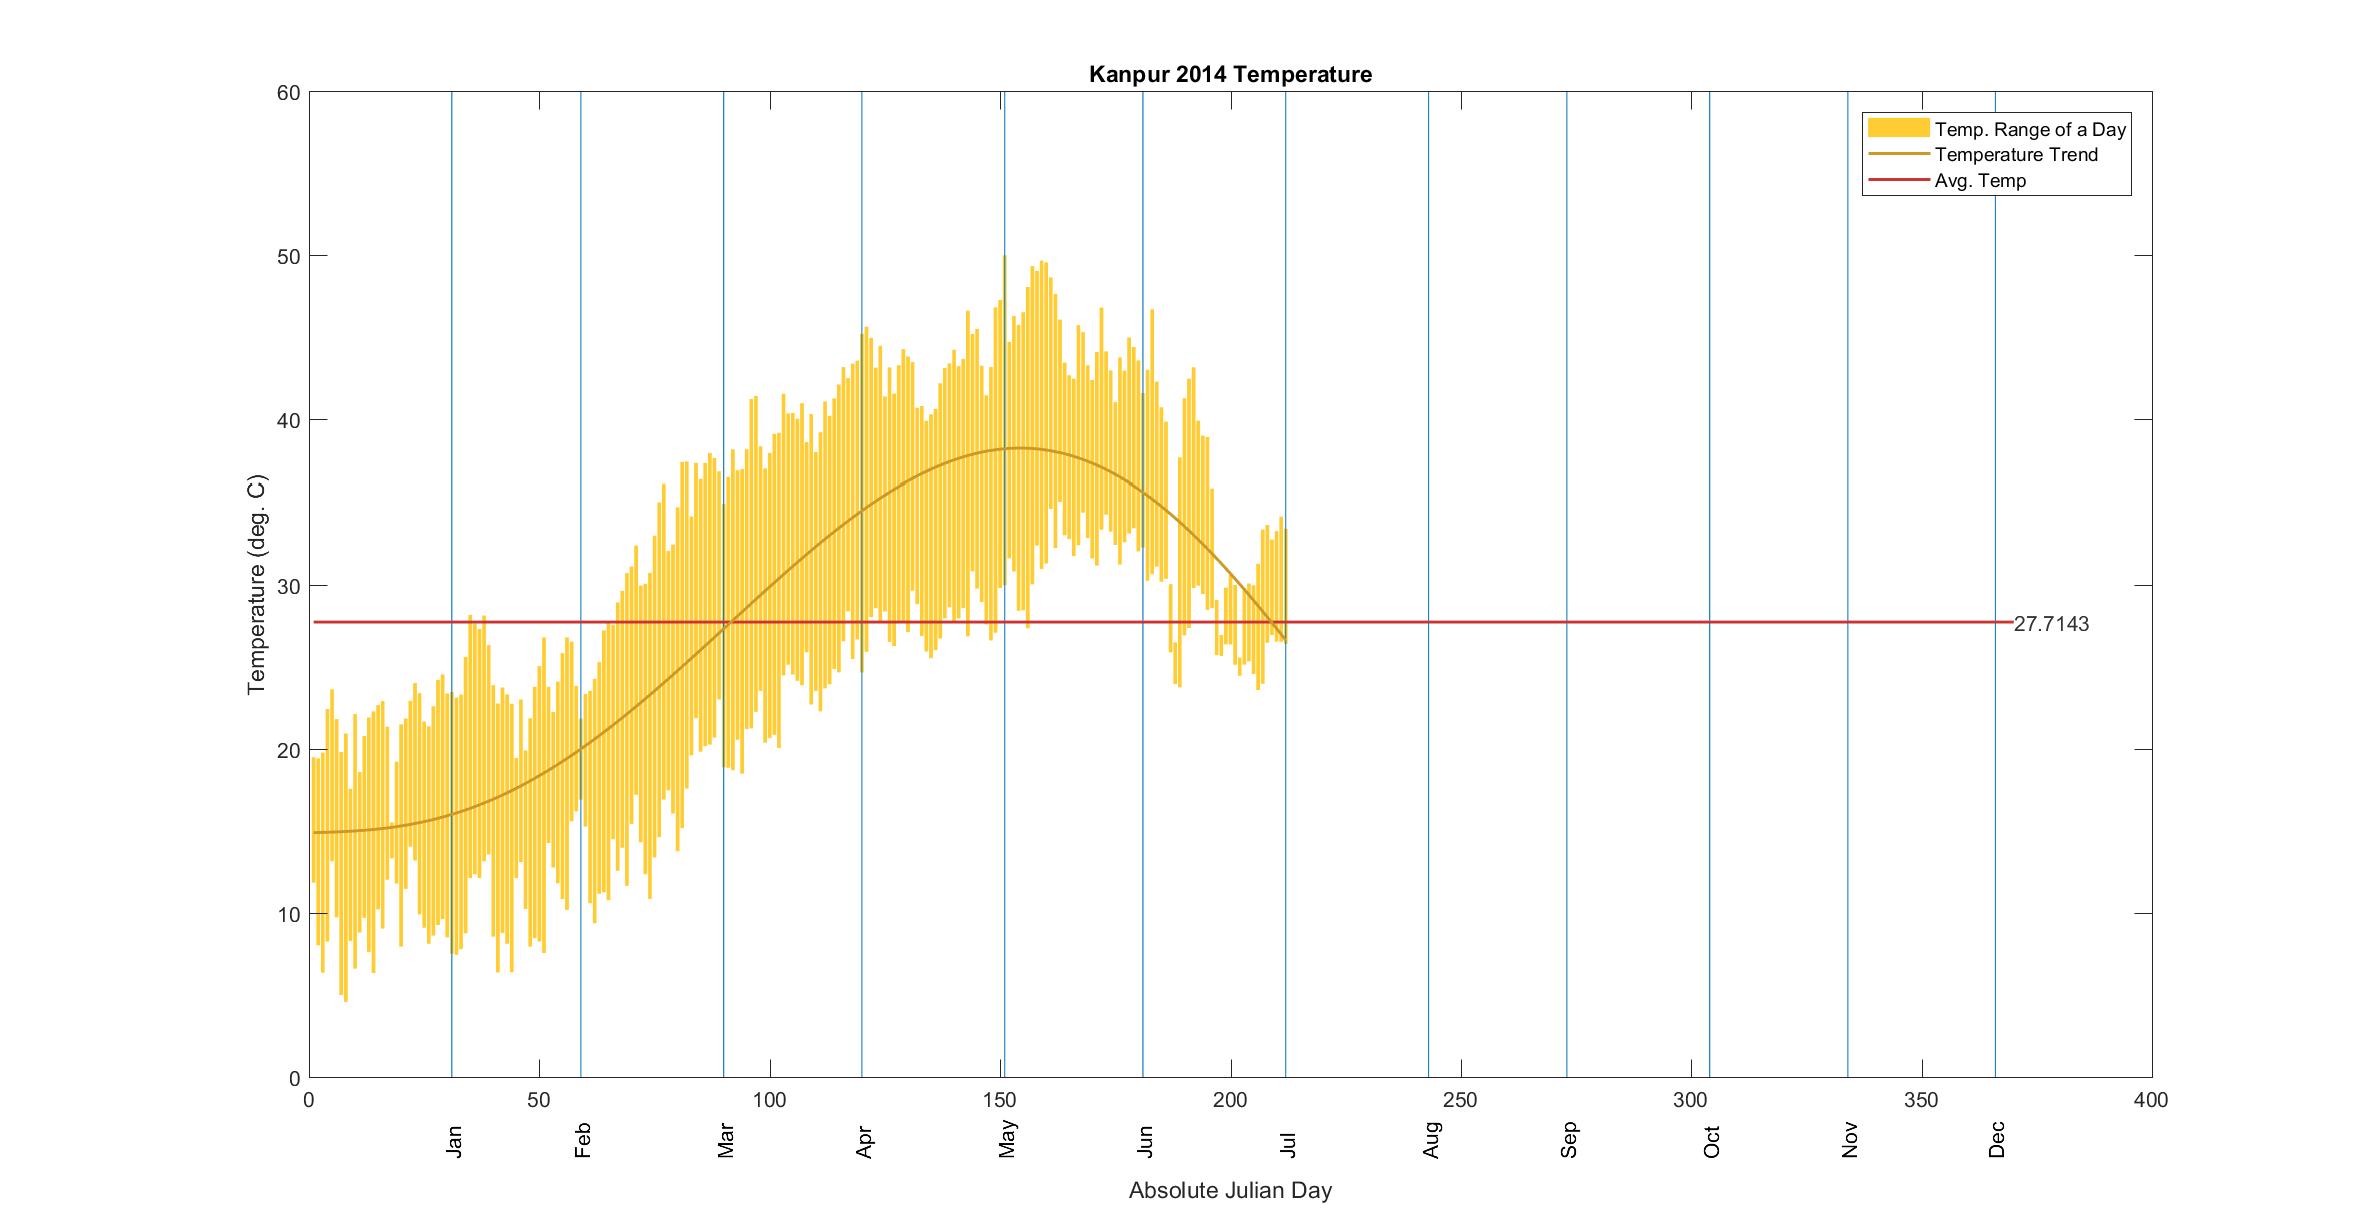 Kanpur 2014 Temperature
60
50
40
30
20
10
0
Temperature (deg. C)
Temp. Range of a Day
Temperature Trend
Avg. Temp
27.7143
0 50 100 150 200 250 300 350 400
Jan Feb Mar Apr May Jun Jul Aug Sep Oct Nov Dec
Absolute Julian Day